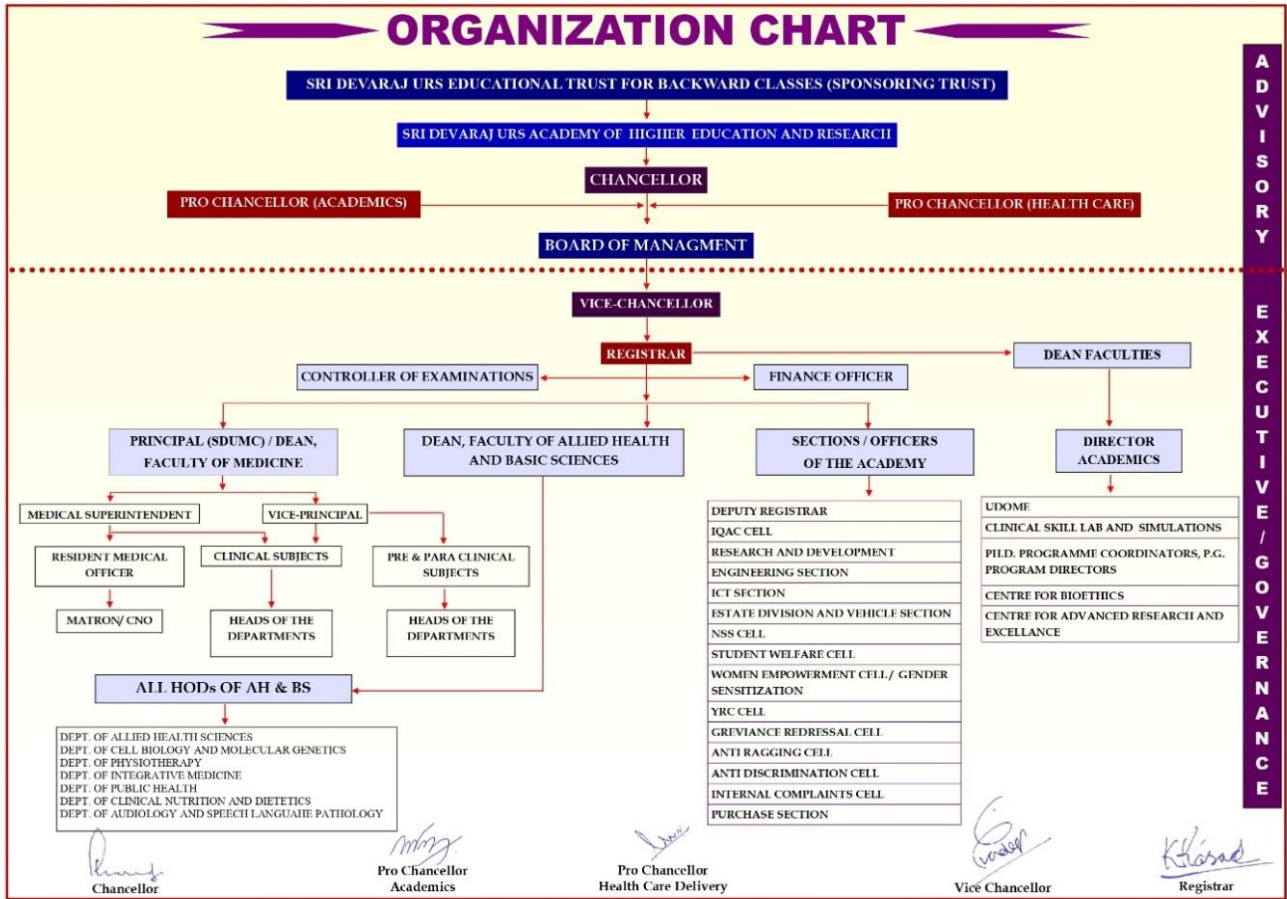 ORGANIZATION CHART
SRI DEVARAJ URS EDUCATIONAL TRUST FOR BACKWARD CLASSES (SPONSORING TRUST)
SRI DEVARAJ URS ACADEMY OF HIGHER EDUCATION AND RESEARCH
CHANCELLOR
PRO CHANCELLOR (ACADEMICS)
PRO CHANCELLOR (HEALTH CARE)
BOARD OF MANAGMENT
ADVISORY
VICE-CHANCELLOR
REGISTRAR
DEAN FACULTIES
CONTROLLER OF EXAMINATIONS
FINANCE OFFICER
EXECUTIVE / GOVERNANCE
PRINCIPAL (SDUMC) / DEAN,
FACULTY OF MEDICINE
DEAN, FACULTY OF ALLIED HEALTH
AND BASIC SCIENCES
SECTIONS / OFFICERS
OF THE ACADEMY
DIRECTOR
ACADEMICS
MEDICAL SUPERINTENDENT
VICE-PRINCIPAL
RESIDENT MEDICAL
OFFICER
CLINICAL SUBJECTS
PRE & PARA CLINICAL
SUBJECTS
MATRON/ CNO
HEADS OF THE
DEPARTMENTS
HEADS OF THE
DEPARTMENTS
ALL HODs OF AH & BS
DEPT. OF ALLIED HEALTH SCIENCES
DEPT. OF CELL BIOLOGY AND MOLECULAR GENETICS
DEPT. OF PHYSIOTHERAPY
DEPT. OF INTEGRATIVE MEDICINE
DEPT. OF PUBLIC HEALTH
DEPT. OF CLINICAL NUTRITION AND DIETETICS
DEPT. OF AUDIOLOGY AND SPEECH LANGUAHE PATHOLOGY
DEPUTY REGISTRAR
IQAC CELL
RESEARCH AND DEVELOPMENT
ENGINEERING SECTION
ICT SECTION
ESTATE DIVISION AND VEHICLE SECTION
NSS CELL
STUDENT WELFARE CELL
WOMEN EMPOWERMENT CELL/ GENDER
SENSITIZATION
YRC CELL
GREVIANCE REDRESSAL CELL
ANTI RAGGING CELL
ANTI DISCRIMINATION CELL
INTERNAL COMPLAINTS CELL
PURCHASE SECTION
UDOME
CLINICAL SKILL LAB AND SIMULATIONS
PH.D. PROGRAMME COORDINATORS, P.G.
PROGRAM DIRECTORS
CENTRE FOR BIOETHICS
CENTRE FOR ADVANCED RESEARCH AND
EXCELLANCE
Chancellor
Pro Chancellor
Academics
Pro Chancellor
Health Care Delivery
Vice Chancellor
Registrar